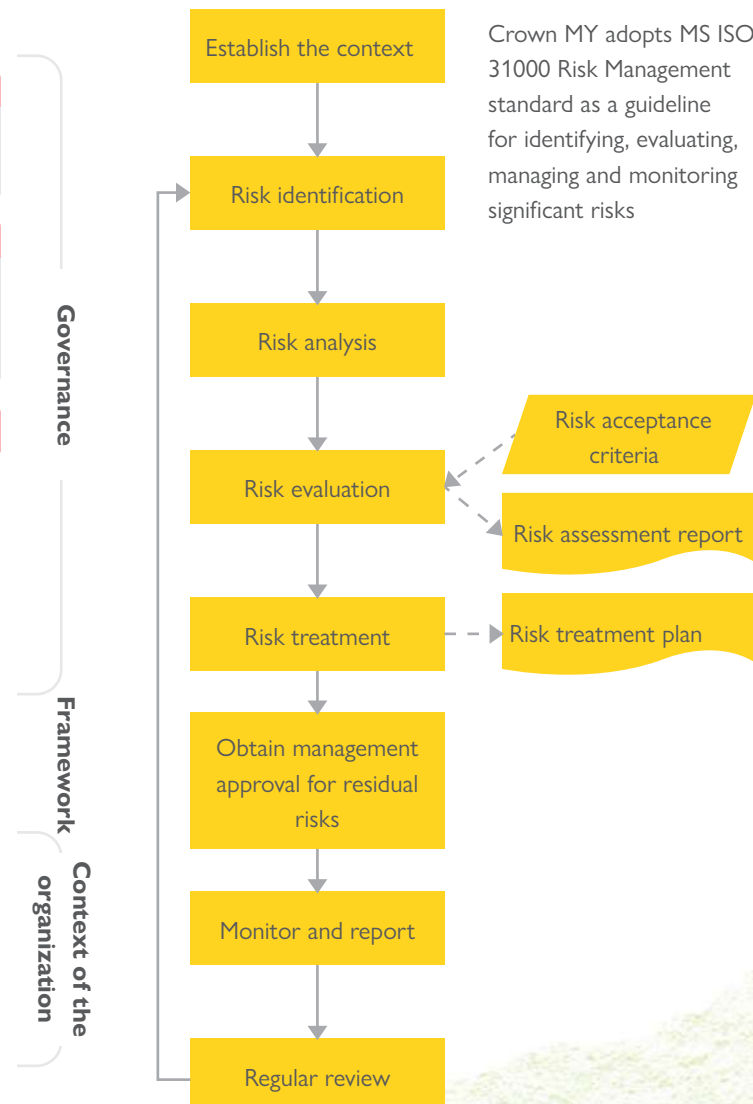 Establish the context
Crown MY adopts MS ISO
31000 Risk Management
standard as a guideline
for identifying, evaluating,
managing and monitoring
significant risks
Risk identification
Risk analysis
Risk acceptance
criteria
Risk evaluation
Risk assessment report
Risk treatment
Risk treatment plan
Obtain management
approval for residual
risks
Monitor and report
Regular review
Governance
Framework
Context of the
organization